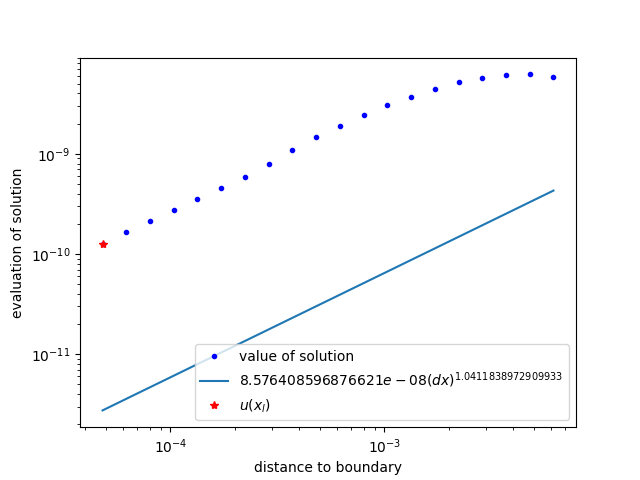 evaluation of solution
10⁻⁹
10⁻¹⁰
10⁻¹¹
value of solution
8.576408596876621e − 08(dx)^1.0411838972909933
u(x_l)
10⁻⁴
10⁻³
distance to boundary